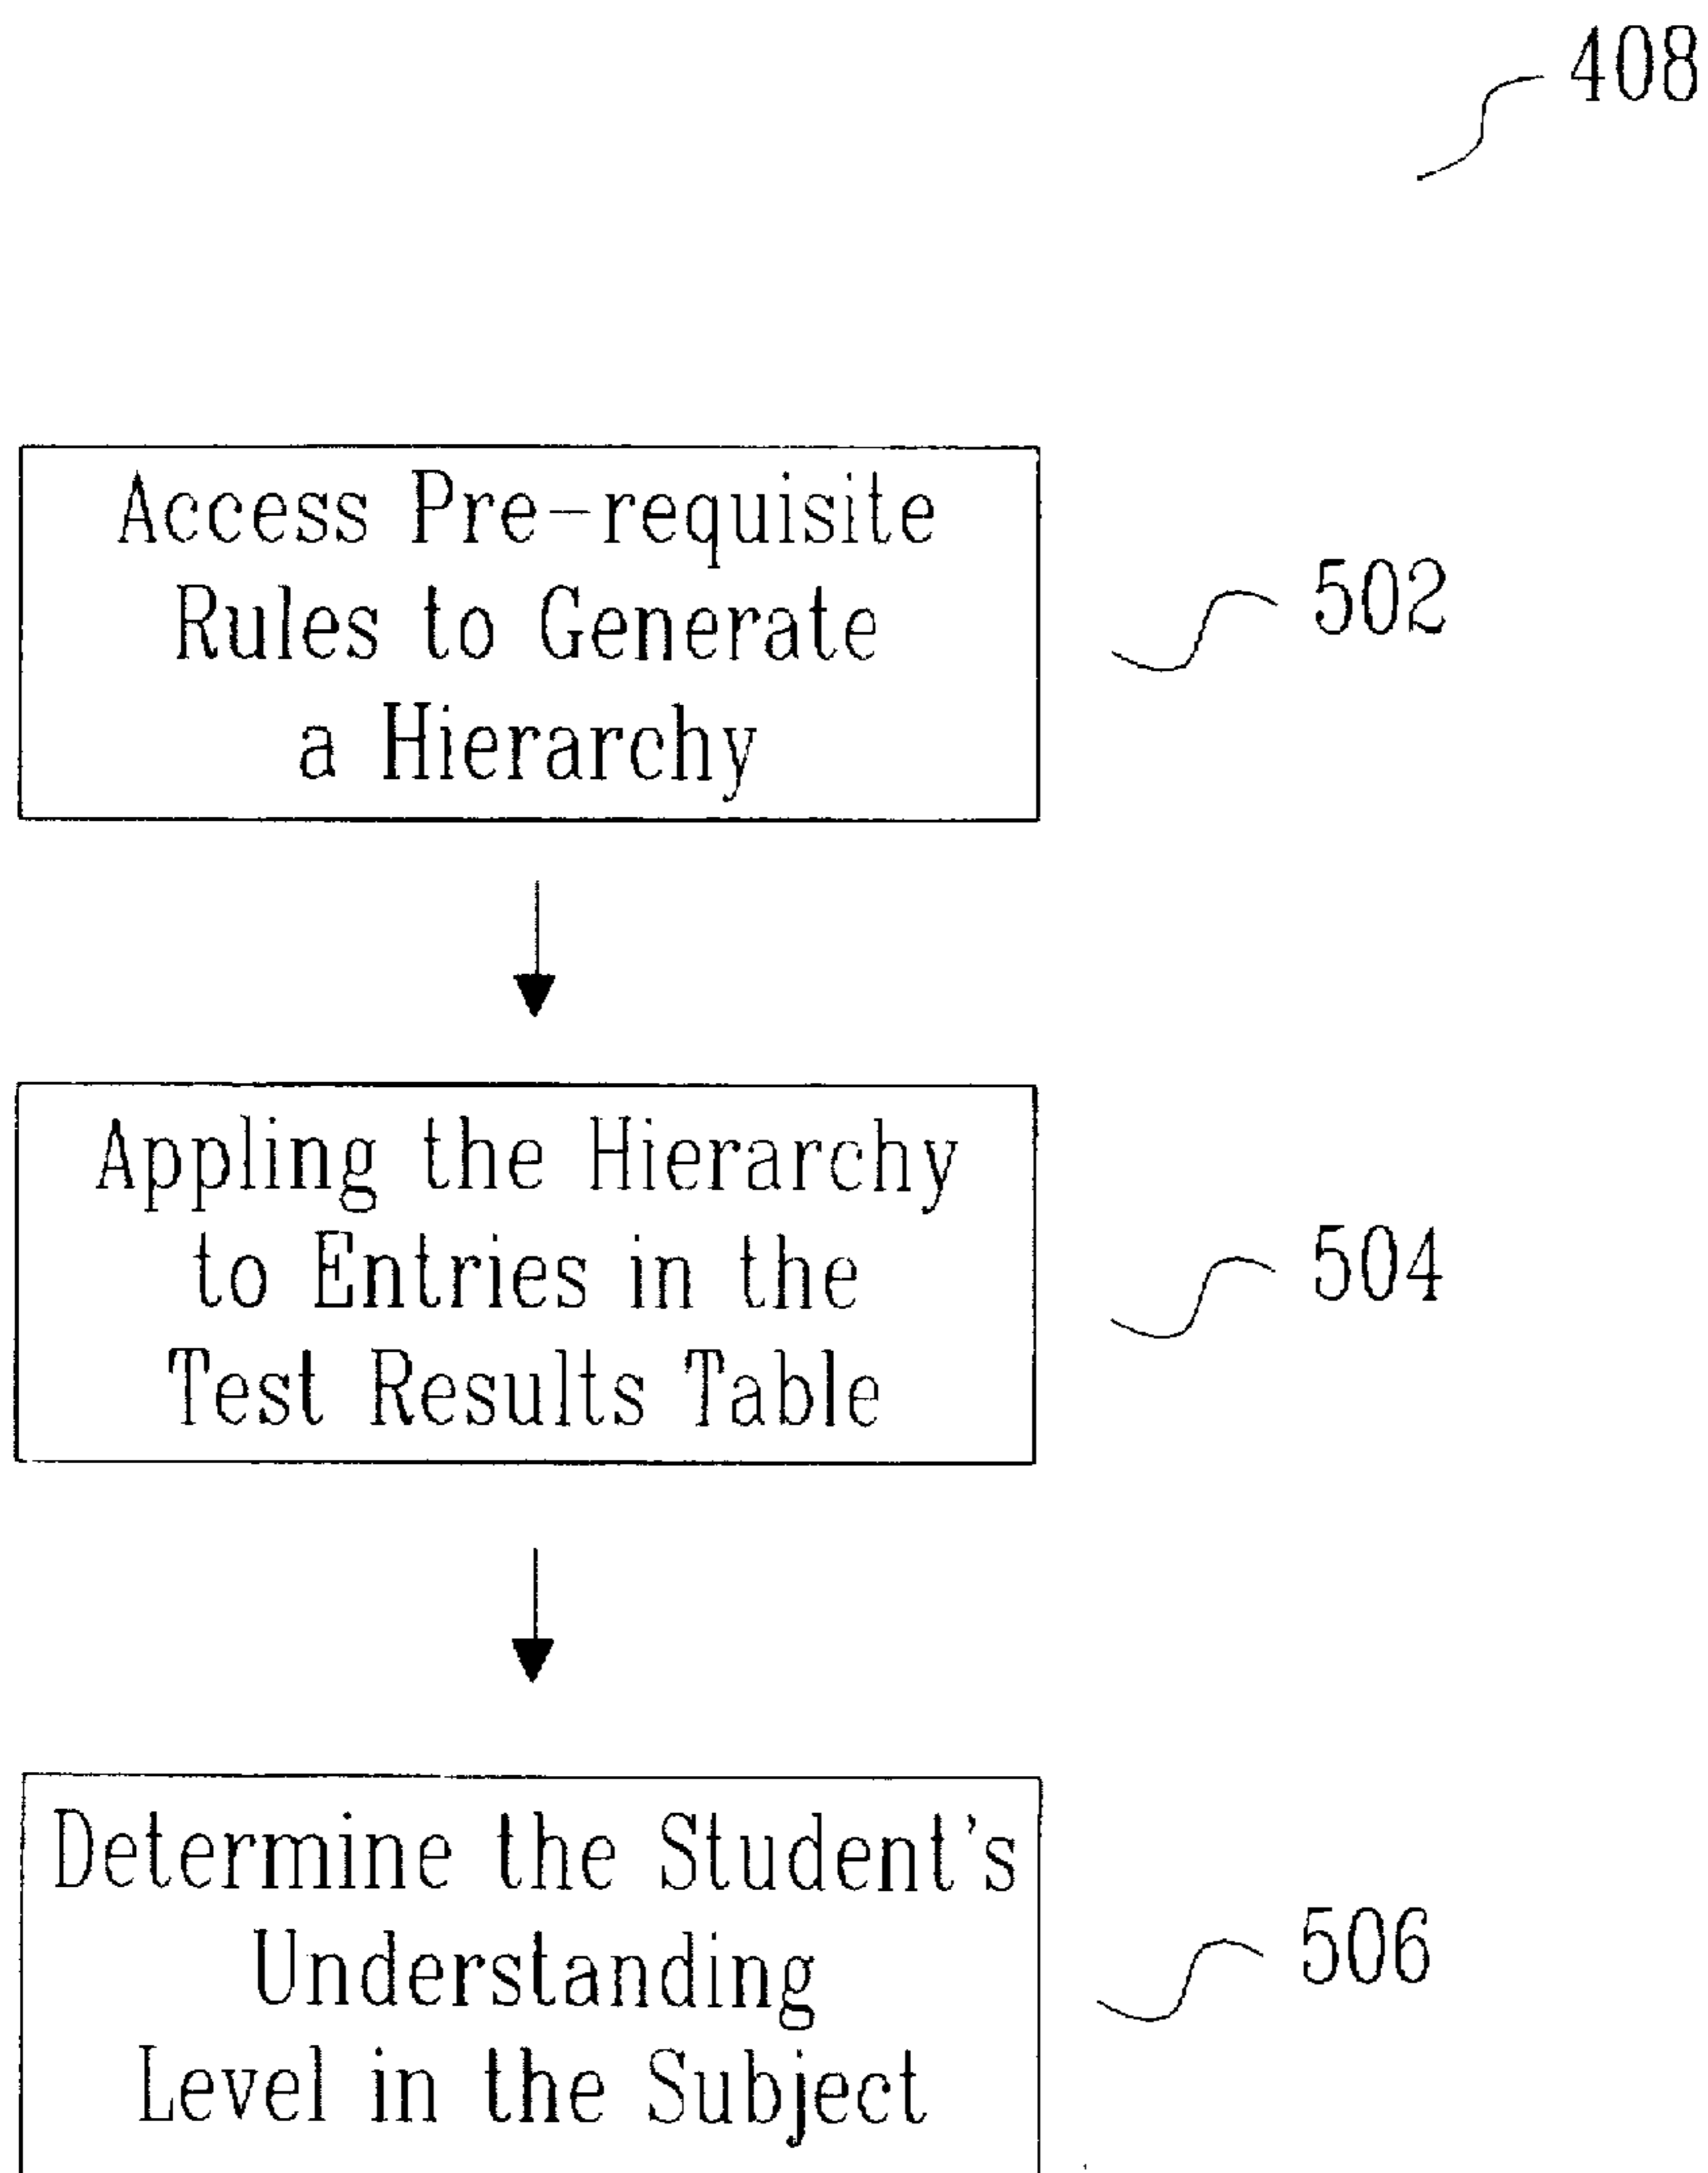 408
Access Pre-requisite
Rules to Generate
a Hierarchy
502
Appling the Hierarchy
to Entries in the
Test Results Table
504
Determine the Student's
Understanding
Level in the Subject
506